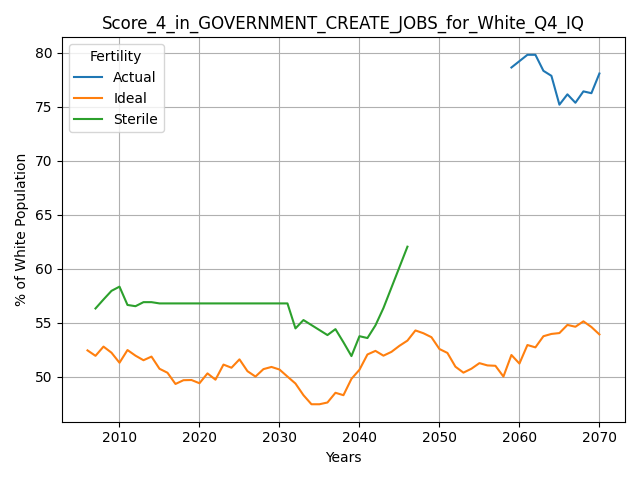 Score_4_in_GOVERNMENT_CREATE_JOBS_for_White_Q4_IQ
Fertility
Actual
Ideal
Sterile
% of White Population
80
75
70
65
60
55
50
2010 2020 2030 2040 2050 2060 2070
Years